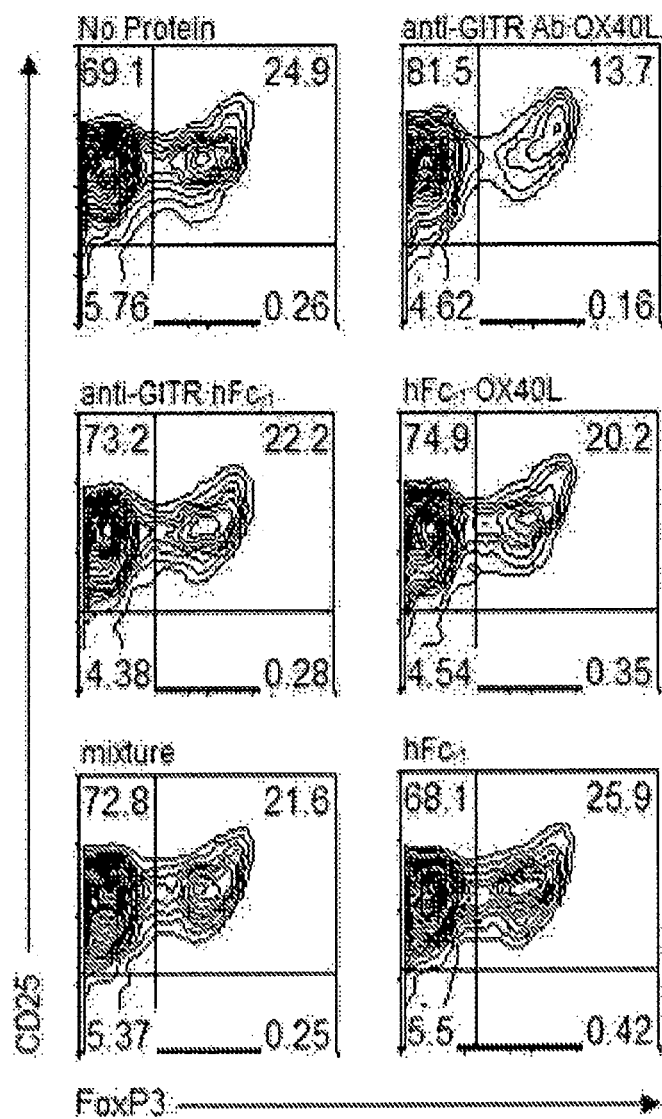 No Protein
69.1 24.9
5.76 0.26
anti-GITR Ab OX40L
81.5 13.7
4.62 0.16
anti-GITR hFcγ1
73.2 22.2
4.38 0.28
hFcγ1 OX40L
74.9 20.2
4.54 0.35
mixture
72.8 21.6
5.37 0.25
hFcγ1
68.1 25.9
5.5 0.42
CD25
FoxP3